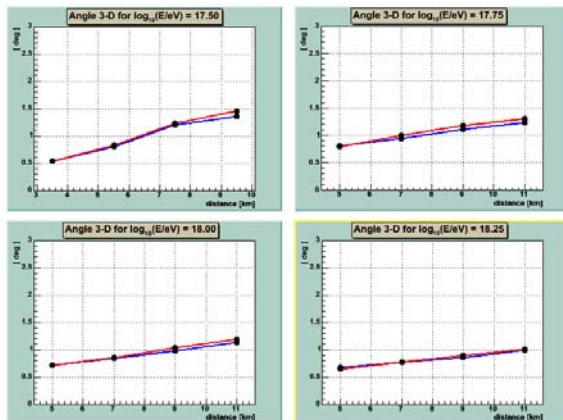 Angle 3-D for log10(E/eV) = 17.50
[ deg ]
3
2.5
2
1.5
1
0.5
0
3 4 5 6 7 8 9 10
distance [km]
Angle 3-D for log10(E/eV) = 17.75
[ deg ]
3
2.5
2
1.5
1
0.5
0
5 6 7 8 9 10 11
distance [km]
Angle 3-D for log10(E/eV) = 18.00
[ deg ]
3
2.5
2
1.5
1
0.5
0
5 6 7 8 9 10 11
distance [km]
Angle 3-D for log10(E/eV) = 18.25
[ deg ]
3
2.5
2
1.5
1
0.5
0
5 6 7 8 9 10 11
distance [km]